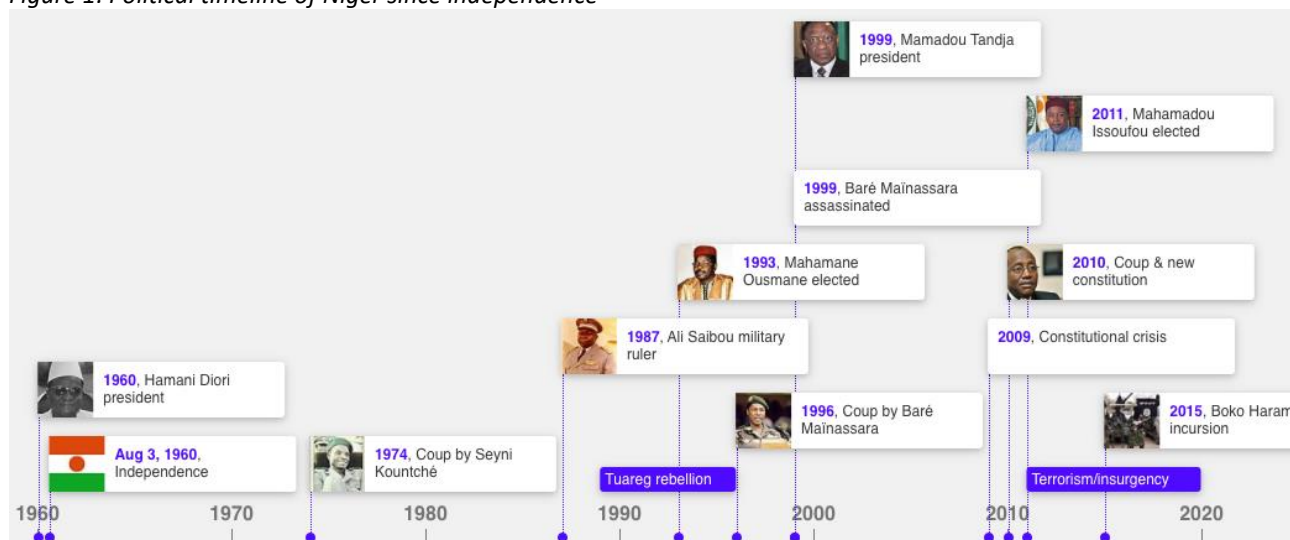 Figure 1: Political timeline of Niger since independence
1999, Mamadou Tandja
president
2011, Mahamadou
Issoufou elected
1999, Baré Maïnassara
assassinated
1993, Mahamane
Ousmane elected
2010, Coup & new
constitution
1987, Ali Saibou military
ruler
2009, Constitutional crisis
1960, Hamani Diori
president
1996, Coup by Baré
Maïnassara
2015, Boko Haram
incursion
Aug 3, 1960,
Independence
1974, Coup by Seyni
Kountché
Tuareg rebellion
Terrorism/insurgency
1960 1970 1980 1990 2000 2010 2020